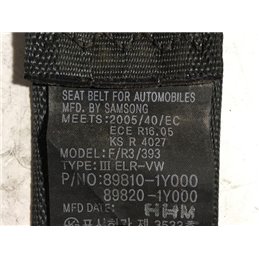 SEAT BELT FOR AUTOMOBILES
MFD. BY SAMSONG
MEETS:2005/40/EC
ECE R16.05
KS R 4027
MODEL:F/R3/393
TYPE:III ELR-VW
P/NO:89810-1Y000
89820-1Y000
MFD DATE: HHM